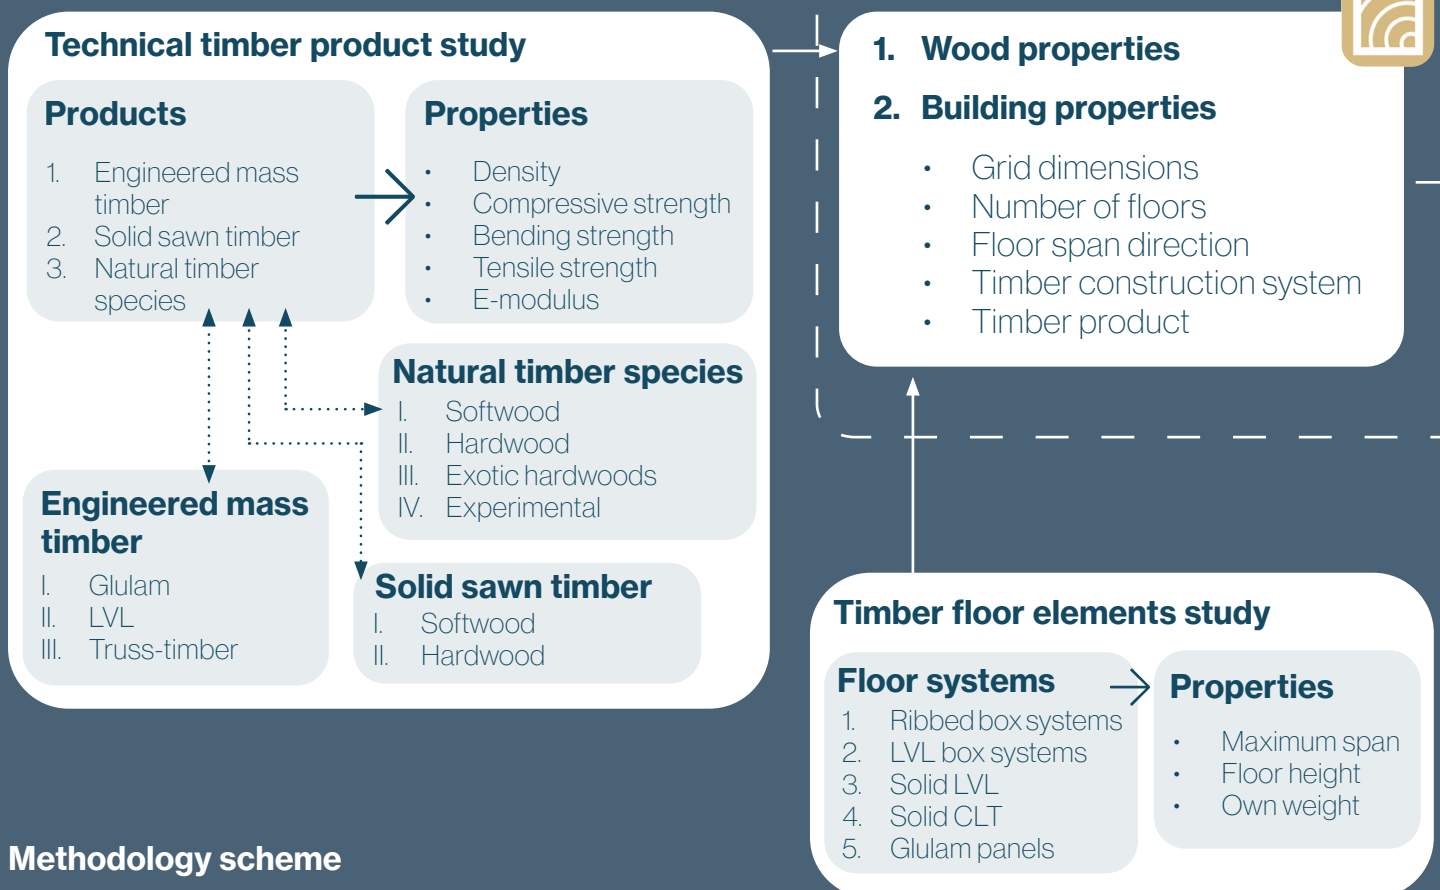 Technical timber product study
Products
1. Engineered mass
timber
2. Solid sawn timber
3. Natural timber
species
Properties
• Density
• Compressive strength
• Bending strength
• Tensile strength
• E-modulus
Natural timber species
I. Softwood
II. Hardwood
III. Exotic hardwoods
IV. Experimental
Engineered mass
timber
I. Glulam
II. LVL
III. Truss-timber
Solid sawn timber
I. Softwood
II. Hardwood
1. Wood properties
2. Building properties
• Grid dimensions
• Number of floors
• Floor span direction
• Timber construction system
• Timber product
Timber floor elements study
Floor systems
1. Ribbed box systems
2. LVL box systems
3. Solid LVL
4. Solid CLT
5. Glulam panels
Properties
• Maximum span
• Floor height
• Own weight
Methodology scheme